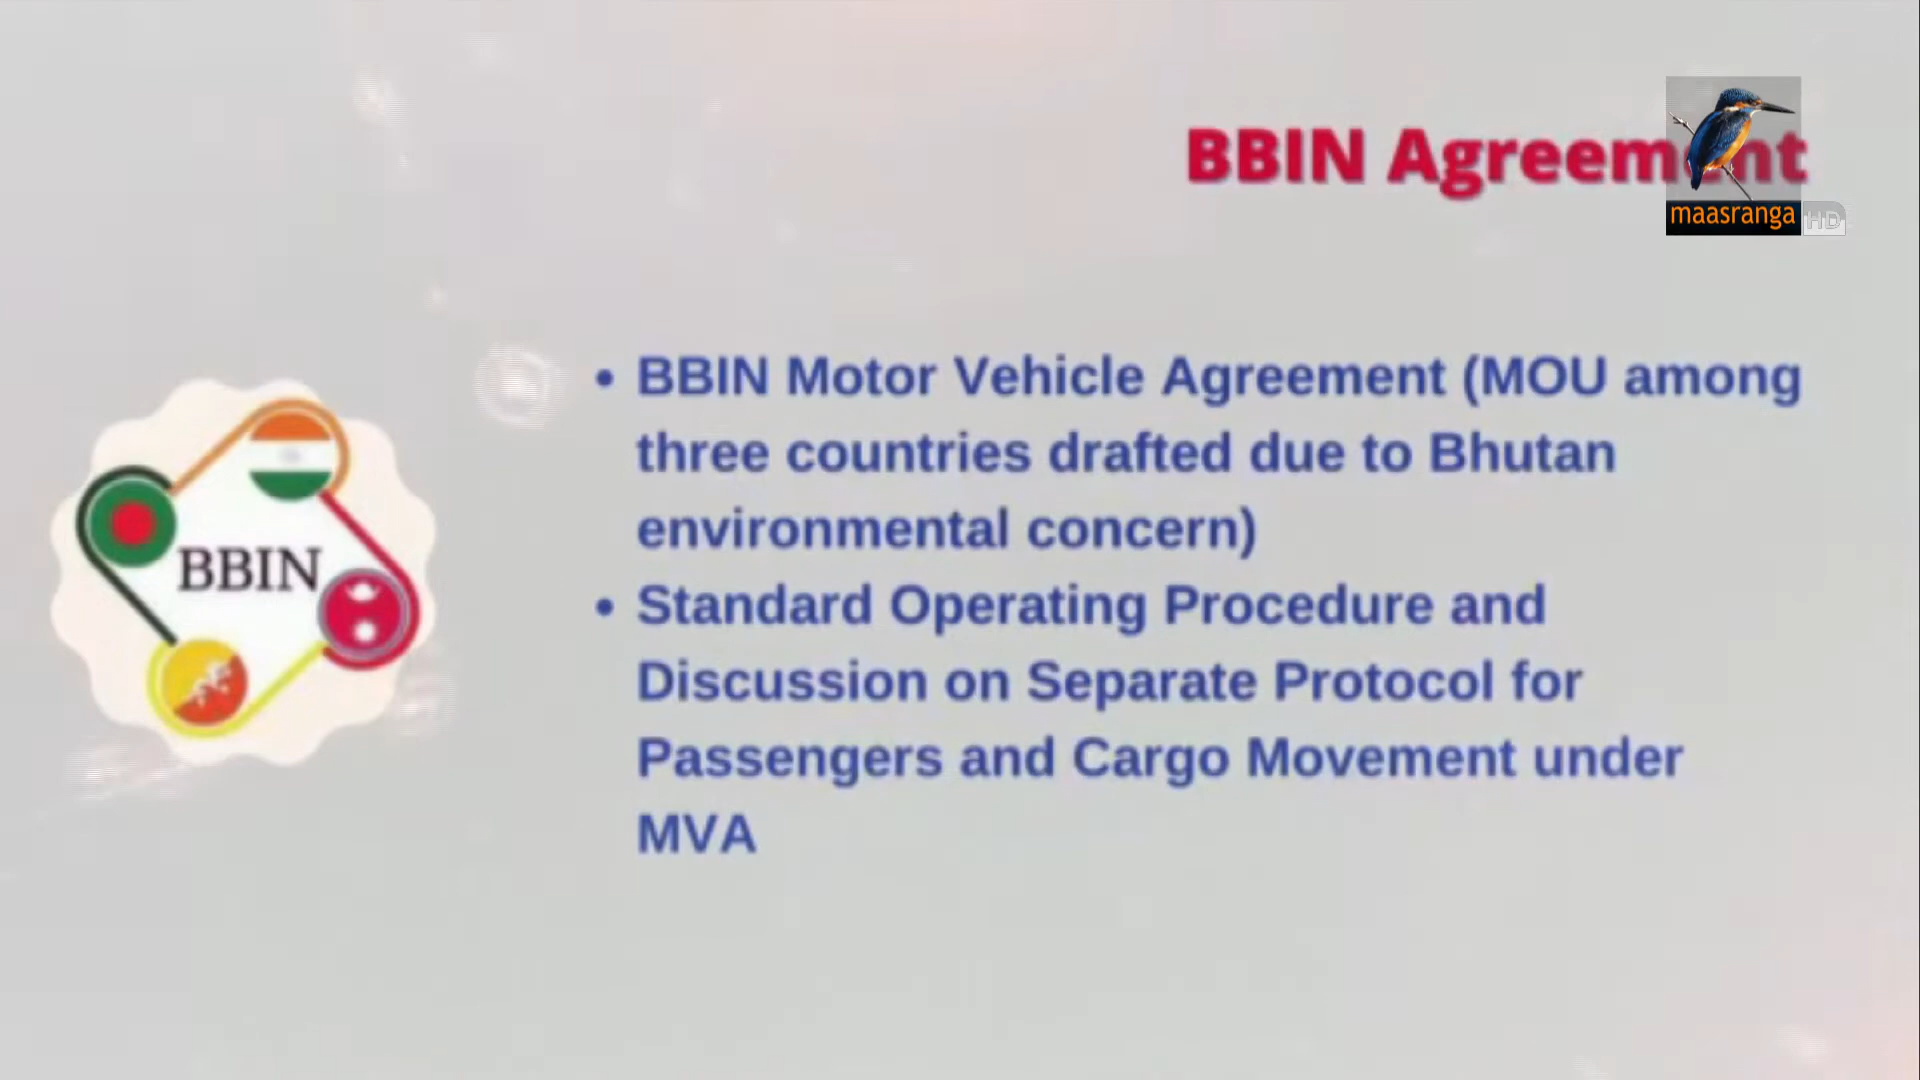 BBIN Agreement
maasranga
HD
• BBIN Motor Vehicle Agreement (MOU among
three countries drafted due to Bhutan
environmental concern)
• Standard Operating Procedure and
Discussion on Separate Protocol for
Passengers and Cargo Movement under
MVA
BBIN